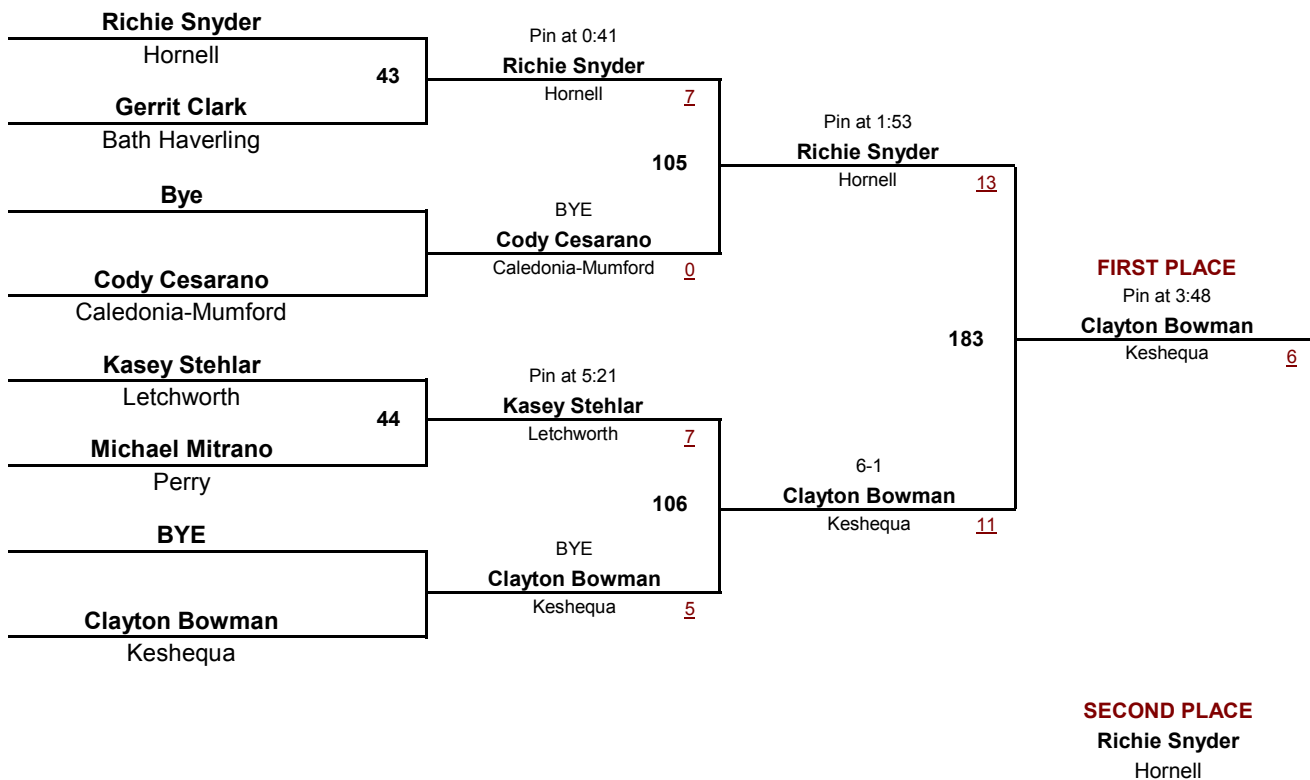 Richie Snyder
Hornell
43
Gerrit Clark
Bath Haverling
Bye
Cody Cesarano
Caledonia-Mumford
Kasey Stehlar
Letchworth
44
Michael Mitrano
Perry
BYE
Clayton Bowman
Keshequa
Pin at 0:41
Richie Snyder
Hornell 7
105
BYE
Cody Cesarano
Caledonia-Mumford 0
Pin at 5:21
Kasey Stehlar
Letchworth 7
106
BYE
Clayton Bowman
Keshequa 5
Pin at 1:53
Richie Snyder
Hornell 13
183
6-1
Clayton Bowman
Keshequa 11
FIRST PLACE
Pin at 3:48
Clayton Bowman
Keshequa 6
SECOND PLACE
Richie Snyder
Hornell